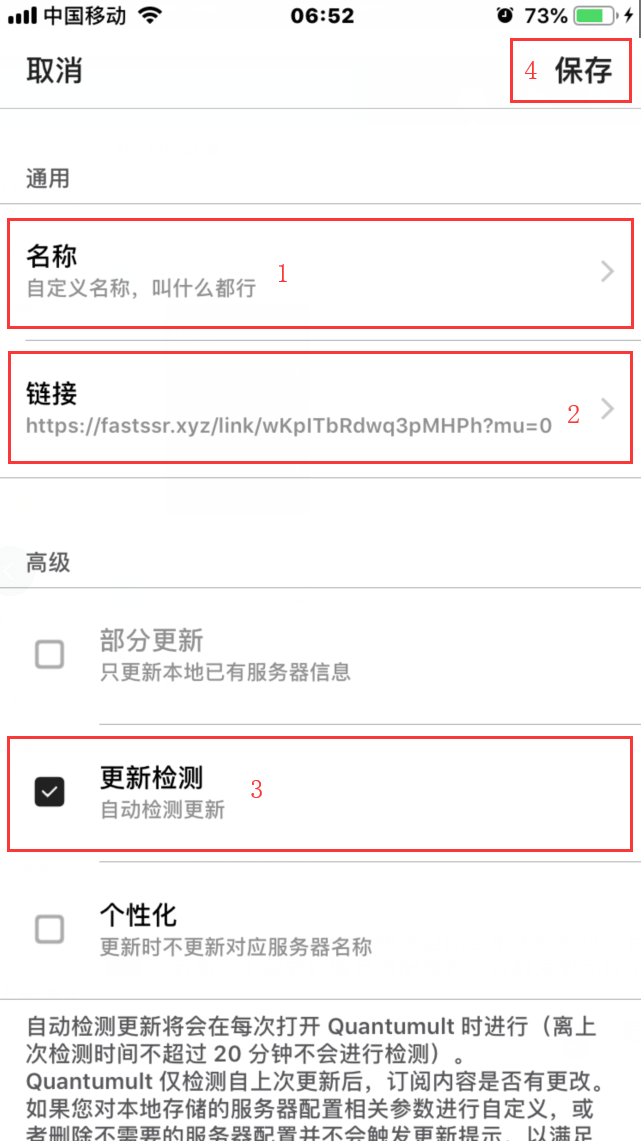 中国移动 06:52 73%
取消 4 保存
通用
名称
自定义名称，叫什么都行 1
链接
https://fastssr.xyz/link/wKpITbRdwq3pMHPh?mu=0 2
高级
部分更新
只更新本地已有服务器信息
更新检测 3
自动检测更新
个性化
更新时不更新对应服务器名称
自动检测更新将会在每次打开 Quantumult 时进行（离上
次检测时间不超过 20 分钟不会进行检测）。
Quantumult 仅检测自上次更新后，订阅内容是否有更改。
如果您对本地存储的服务器配置相关参数进行自定义，或
者删除不需要的服务器配置并不会触发更新提示，以满足